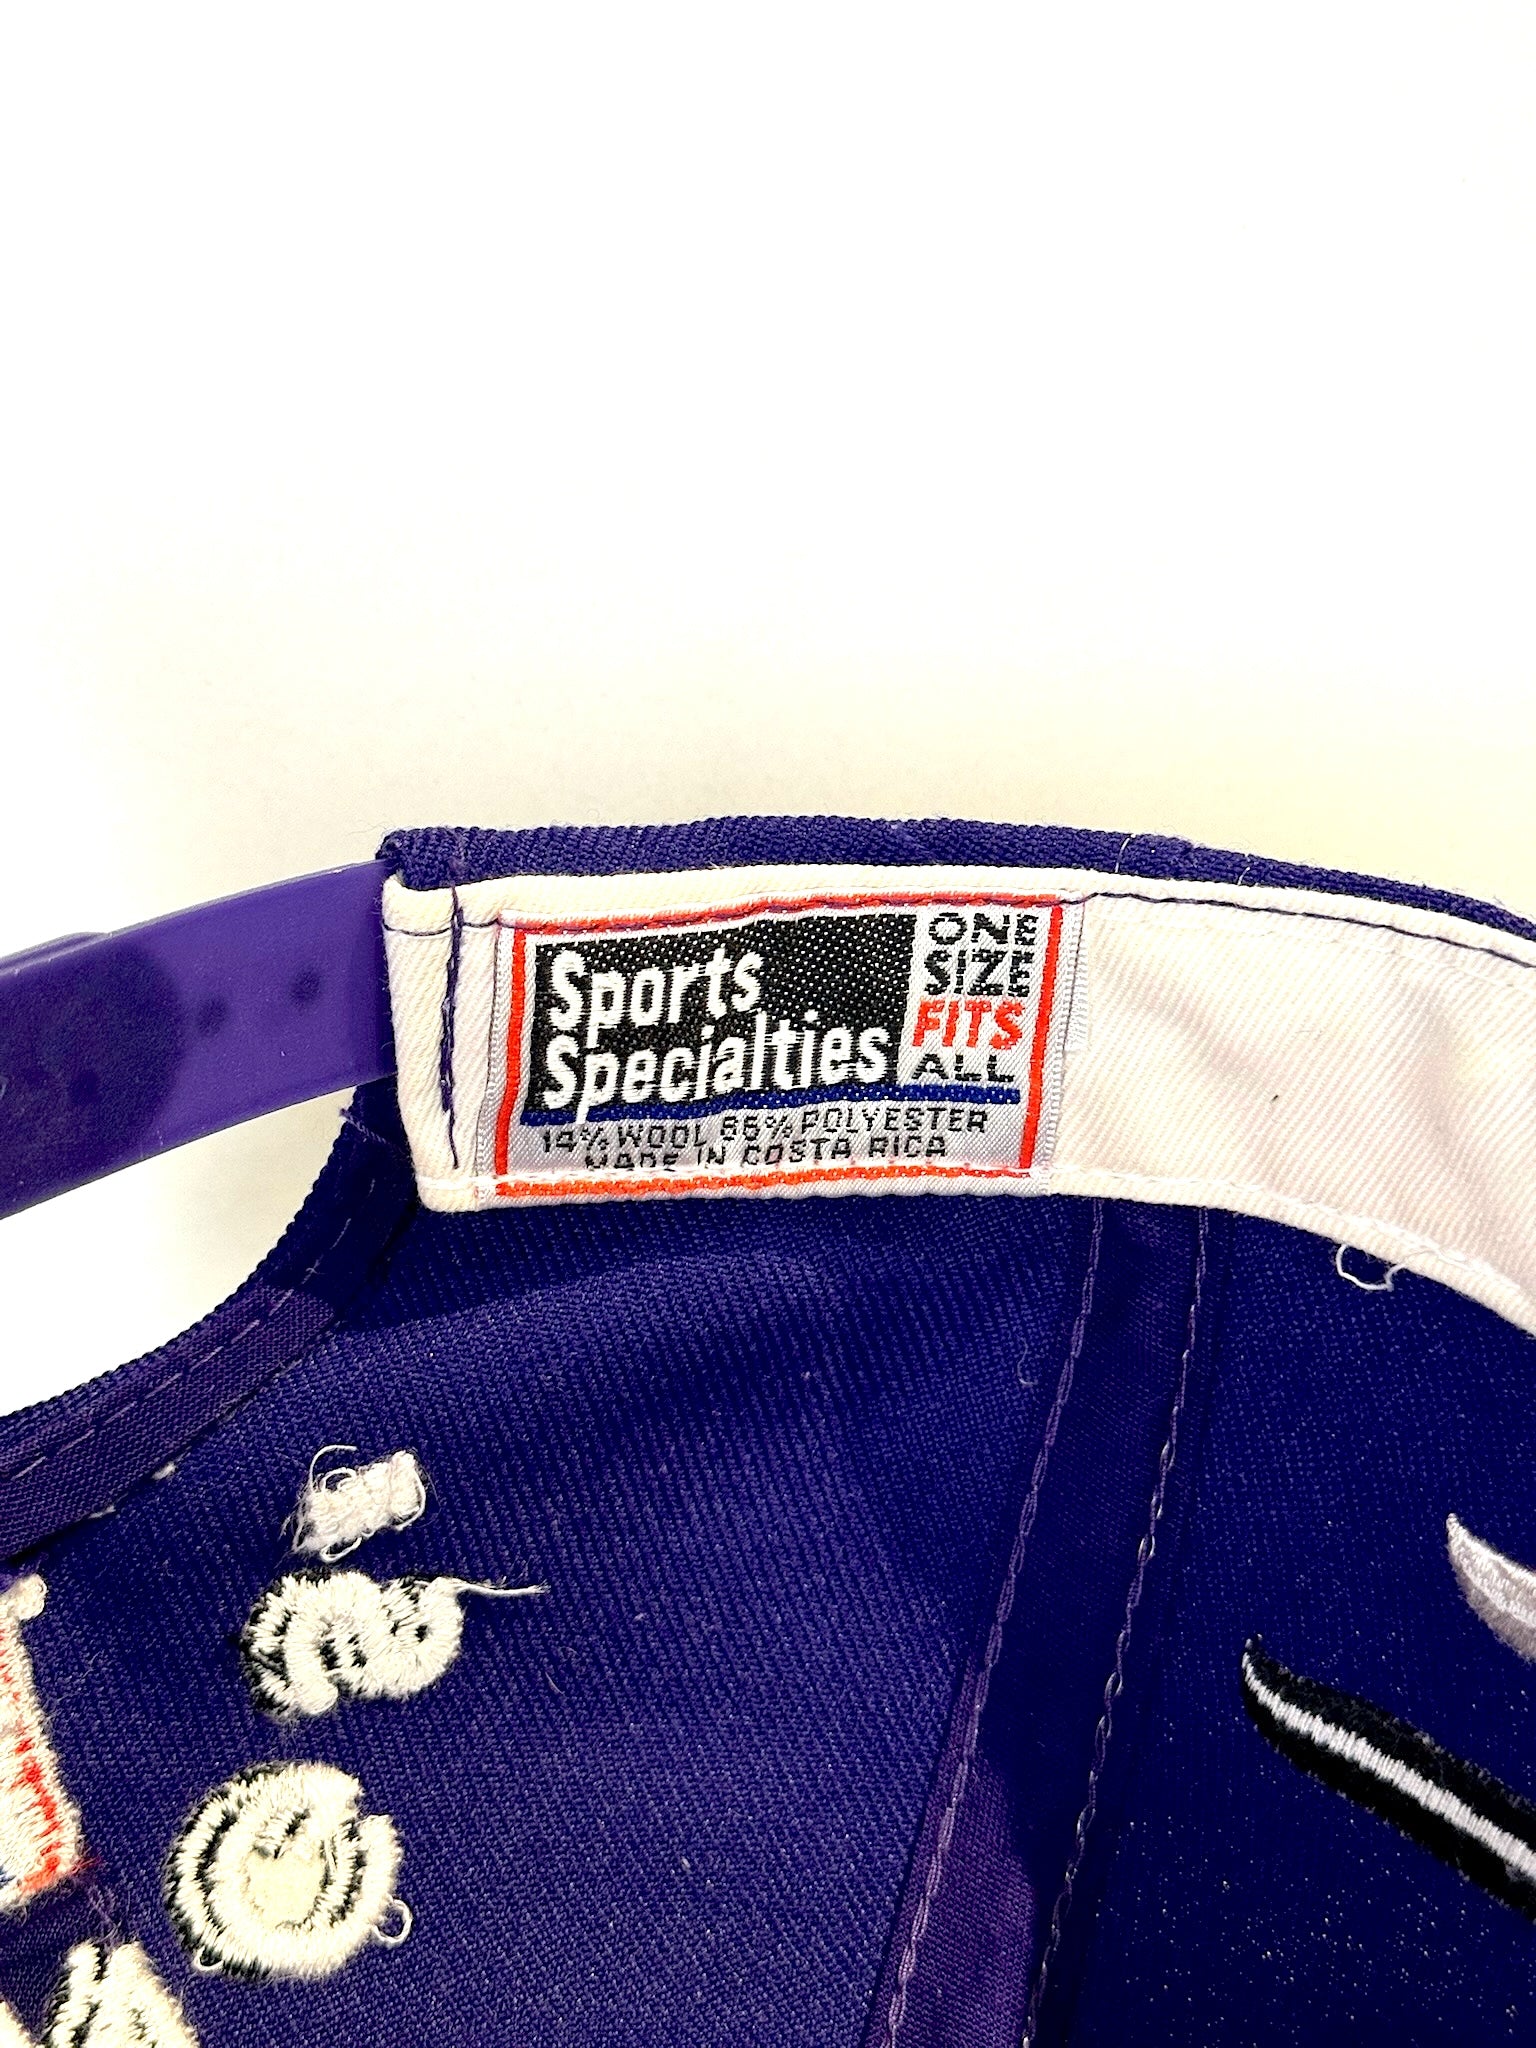 Sports
Specialties
ONE
SIZE
FITS
ALL
14% WOOL 86% POLYESTER
MADE IN COSTA RICA